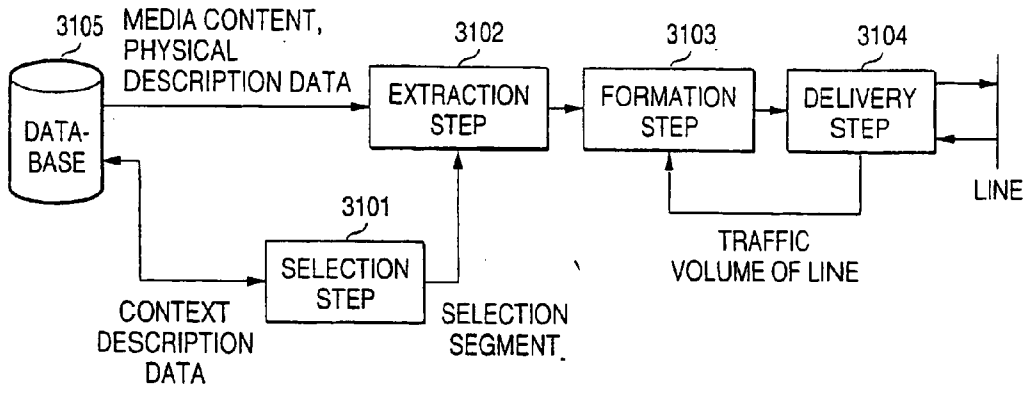 3105
MEDIA CONTENT,
PHYSICAL
DESCRIPTION DATA
3102
3103
3104
DATA-
BASE
EXTRACTION
STEP
FORMATION
STEP
DELIVERY
STEP
LINE
3101
SELECTION
STEP
TRAFFIC
VOLUME OF LINE
CONTEXT
DESCRIPTION
DATA
SELECTION
SEGMENT